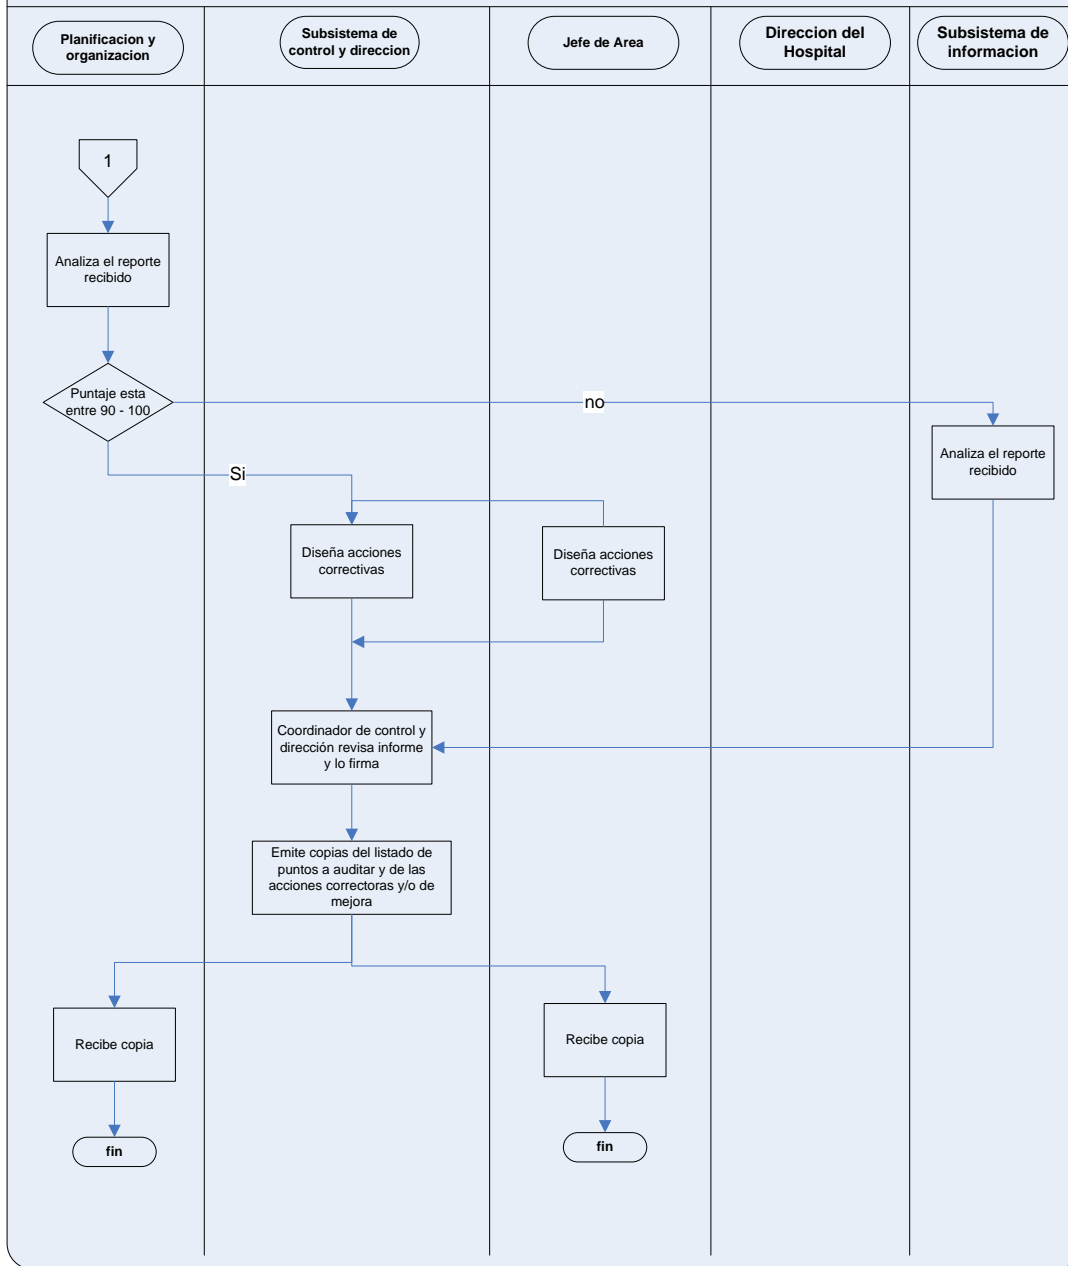 Planificacion y
organizacion
Subsistema de
control y direccion
Jefe de Area
Direccion del
Hospital
Subsistema de
informacion
1
Analiza el reporte
recibido
Puntaje esta
entre 90 - 100
no
Analiza el reporte
recibido
Si
Diseña acciones
correctivas
Diseña acciones
correctivas
Coordinador de control y
dirección revisa informe
y lo firma
Emite copias del listado de
puntos a auditar y de las
acciones correctoras y/o de
mejora
Recibe copia
Recibe copia
fin
fin